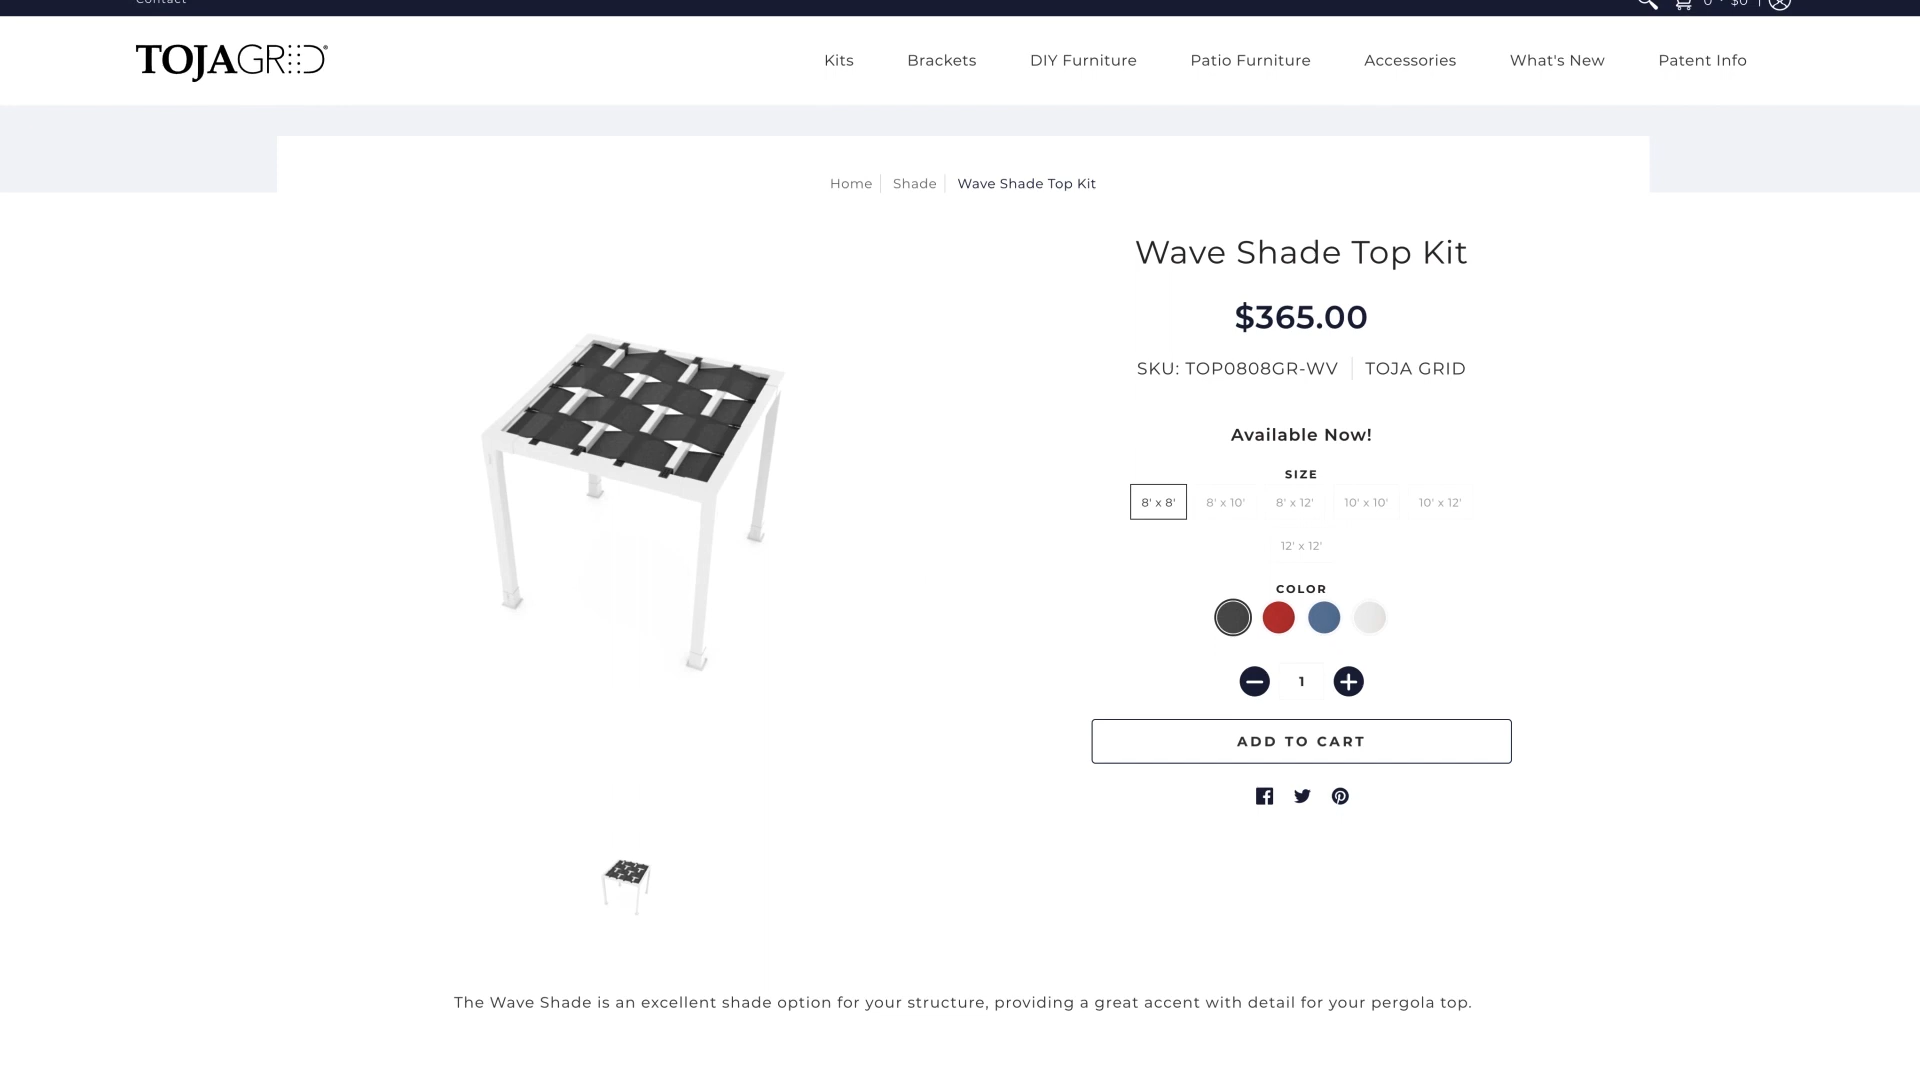 Contact
0 · $0 |
TOJAGRID®
Kits Brackets DIY Furniture Patio Furniture Accessories What's New Patent Info
Home Shade Wave Shade Top Kit
Wave Shade Top Kit
$365.00
SKU: TOP0808GR-WV TOJA GRID
Available Now!
SIZE
8' x 8' 8' x 10' 8' x 12' 10' x 10' 10' x 12'
12' x 12'
COLOR
1
ADD TO CART
The Wave Shade is an excellent shade option for your structure, providing a great accent with detail for your pergola top.